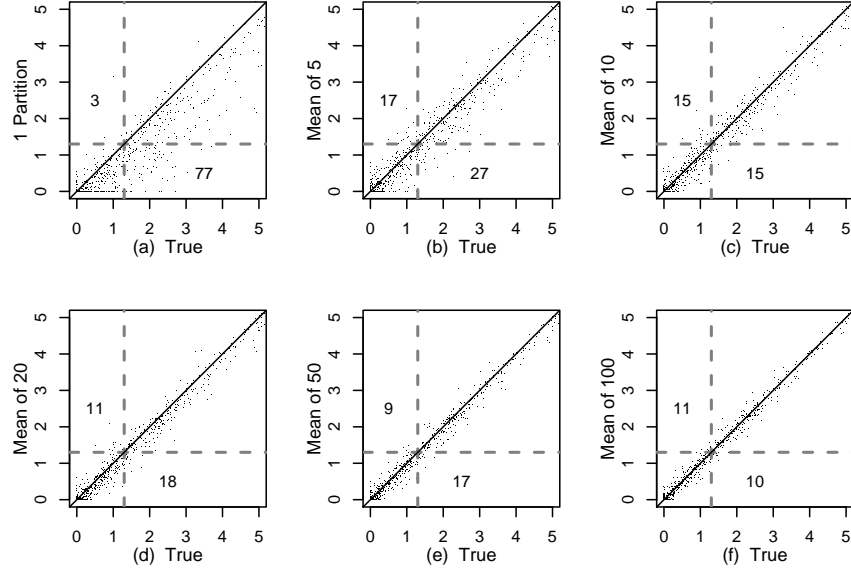 1 Partition
5
4
3
2
1
0
3
77
0 1 2 3 4 5
(a) True
Mean of 5
5
4
3
2
1
0
17
27
0 1 2 3 4 5
(b) True
Mean of 10
5
4
3
2
1
0
15
15
0 1 2 3 4 5
(c) True
Mean of 20
5
4
3
2
1
0
11
18
0 1 2 3 4 5
(d) True
Mean of 50
5
4
3
2
1
0
9
17
0 1 2 3 4 5
(e) True
Mean of 100
5
4
3
2
1
0
11
10
0 1 2 3 4 5
(f) True